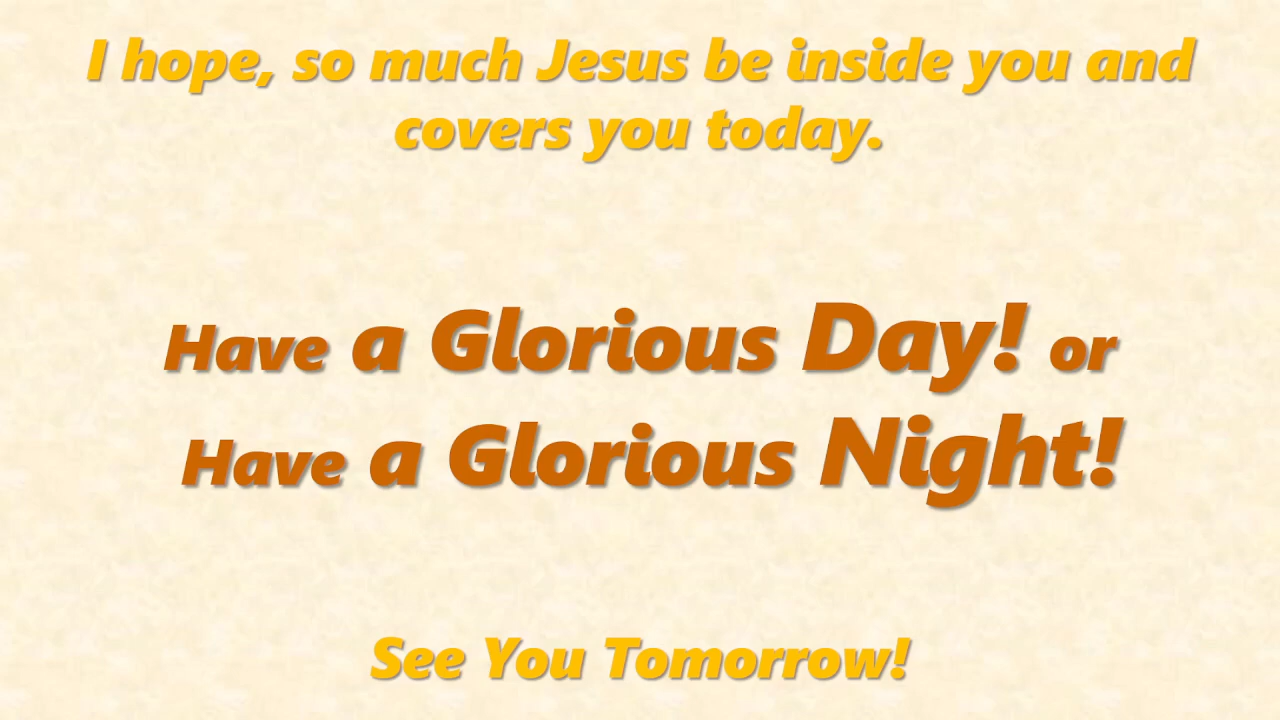 I hope, so much Jesus be inside you and
covers you today.
Have a Glorious Day! or
Have a Glorious Night!
See You Tomorrow!